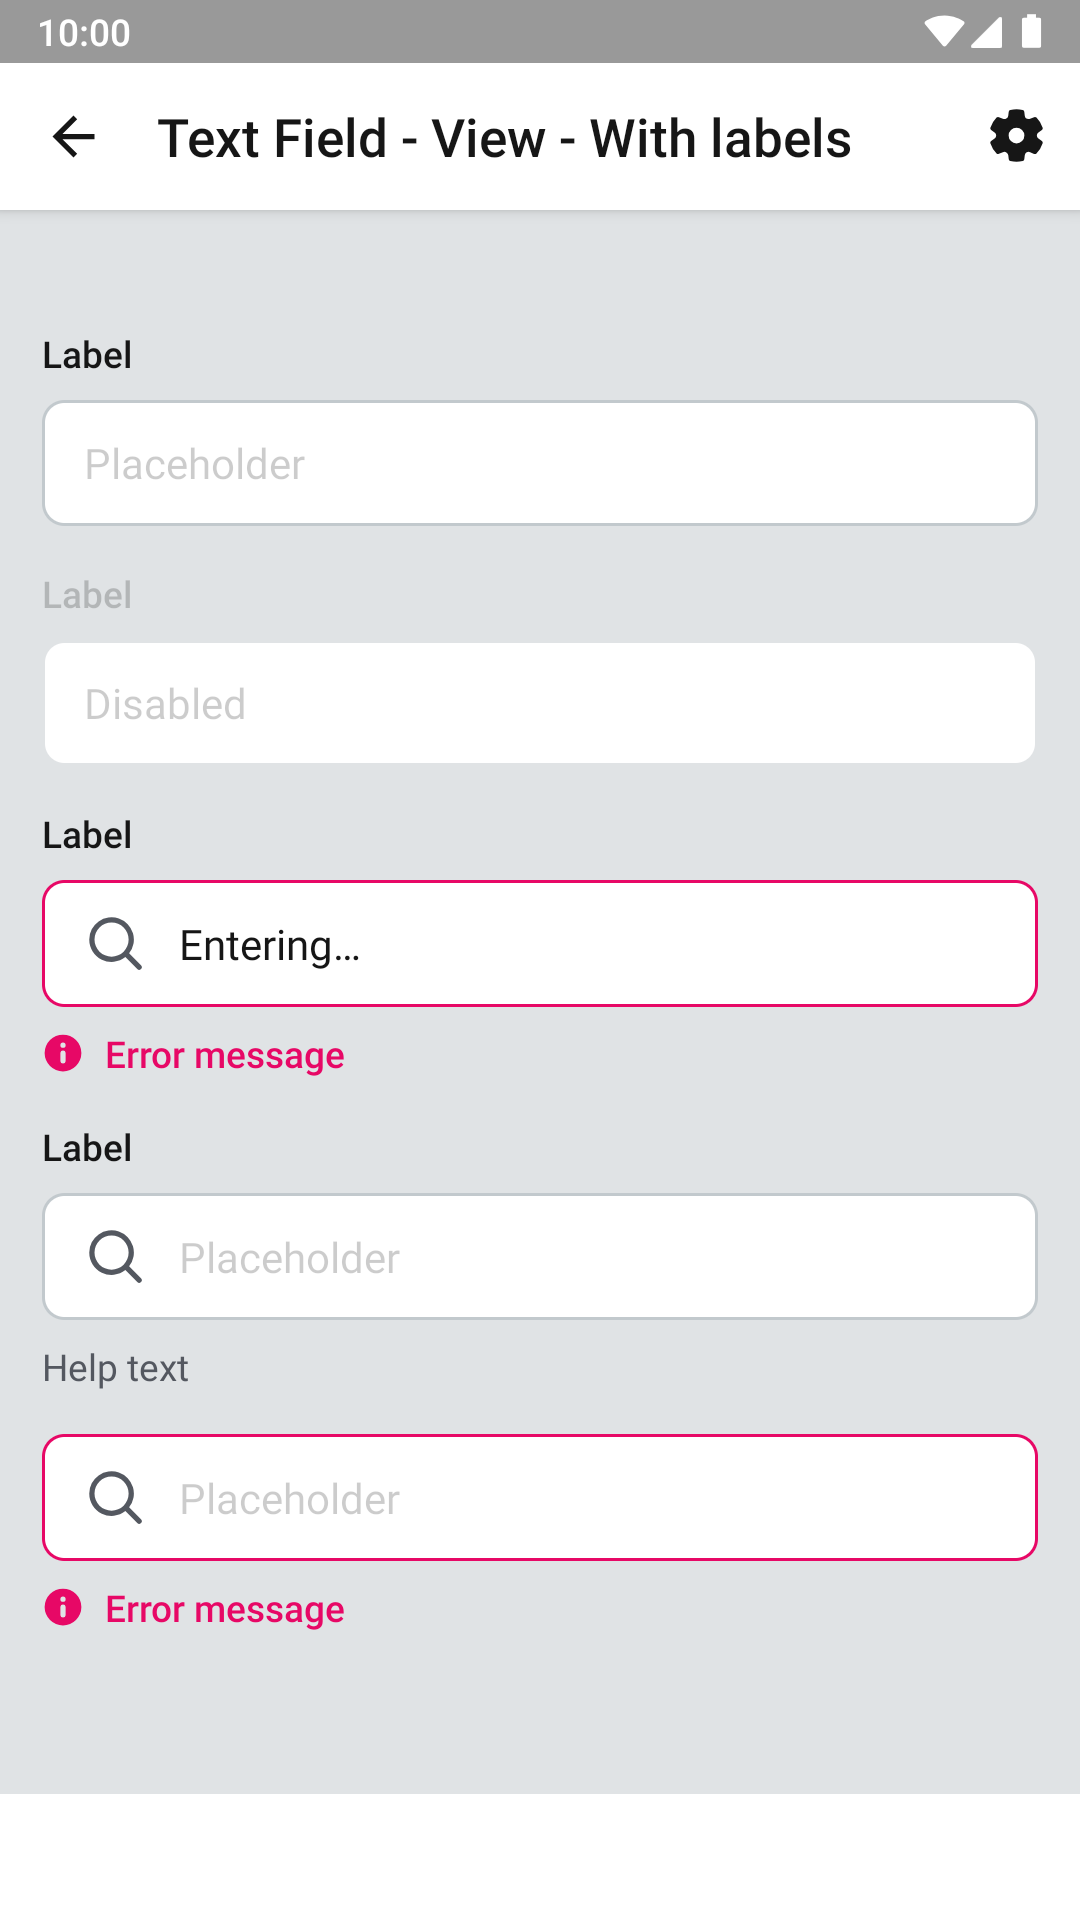 10:00
Text Field - View - With labels
Label
Placeholder
Label
Disabled
Label
Entering...
Error message
Label
Placeholder
Help text
Placeholder
Error message